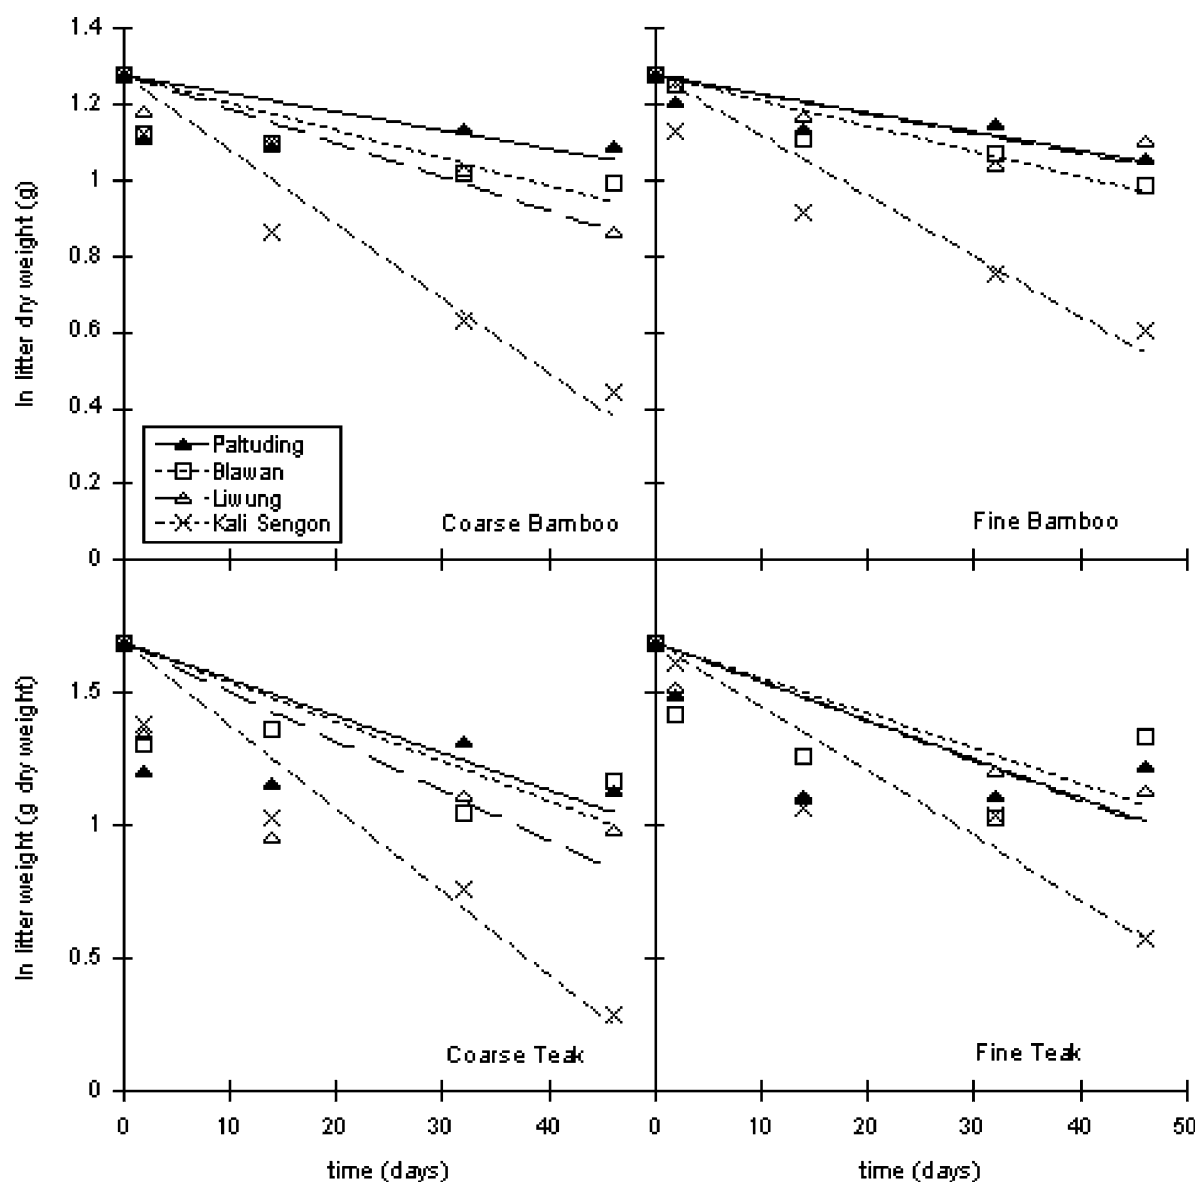 1.4
1.2
1
0.8
0.6
0.4
0.2
0
ln litter dry weight (g)
Paltuding
Blawan
Liwung
Kali Sengon
Coarse Bamboo
Fine Bamboo
1.5
1
0.5
0
ln litter weight (g dry weight)
Coarse Teak
Fine Teak
0 10 20 30 40 0 10 20 30 40 50
time (days) time (days)